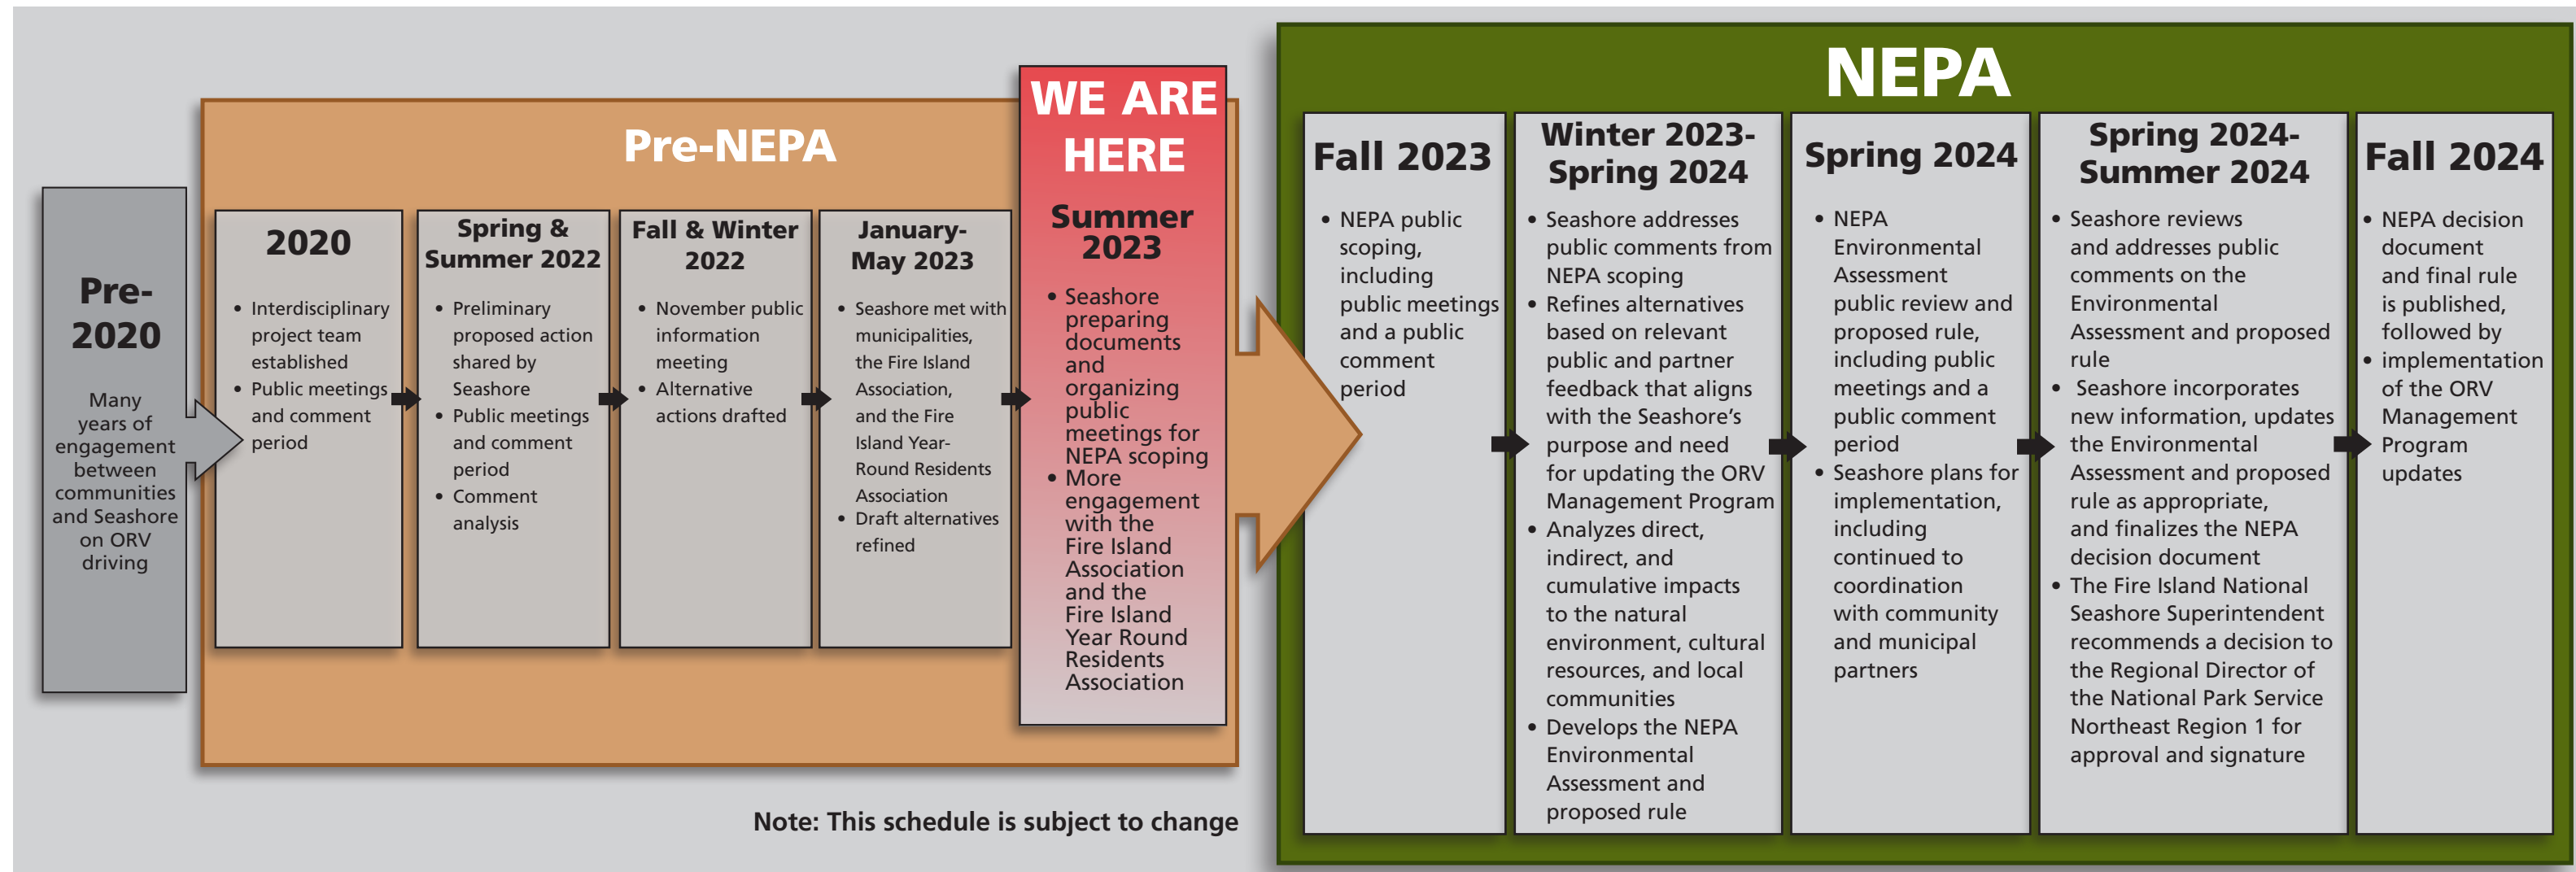 Pre-
2020
Many
years of
engagement
between
communities
and Seashore
on ORV
driving
Pre-NEPA
2020
• Interdisciplinary
project team
established
• Public meetings
and comment
period
Spring &
Summer 2022
• Preliminary
proposed action
shared by
Seashore
• Public meetings
and comment
period
• Comment
analysis
Fall & Winter
2022
• November public
information
meeting
• Alternative
actions drafted
January-
May 2023
• Seashore met with
municipalities,
the Fire Island
Association,
and the Fire
Island Year-
Round Residents
Association
• Draft alternatives
refined
WE ARE
HERE
Summer
2023
• Seashore
preparing
documents
and
organizing
public
meetings for
NEPA scoping
• More
engagement
with the
Fire Island
Association
and the
Fire Island
Year Round
Residents
Association
Note: This schedule is subject to change
NEPA
Fall 2023
• NEPA public
scoping,
including
public meetings
and a public
comment
period
Winter 2023-
Spring 2024
• Seashore addresses
public comments from
NEPA scoping
• Refines alternatives
based on relevant
public and partner
feedback that aligns
with the Seashore’s
purpose and need
for updating the ORV
Management Program
• Analyzes direct,
indirect, and
cumulative impacts
to the natural
environment, cultural
resources, and local
communities
• Develops the NEPA
Environmental
Assessment and
proposed rule
Spring 2024
• NEPA
Environmental
Assessment
public review and
proposed rule,
including public
meetings and a
public comment
period
• Seashore plans for
implementation,
including
continued to
coordination
with community
and municipal
partners
Spring 2024-
Summer 2024
• Seashore reviews
and addresses public
comments on the
Environmental
Assessment and proposed
rule
• Seashore incorporates
new information, updates
the Environmental
Assessment and proposed
rule as appropriate,
and finalizes the NEPA
decision document
• The Fire Island National
Seashore Superintendent
recommends a decision to
the Regional Director of
the National Park Service
Northeast Region 1 for
approval and signature
Fall 2024
• NEPA decision
document
and final rule
is published,
followed by
• implementation
of the ORV
Management
Program
updates